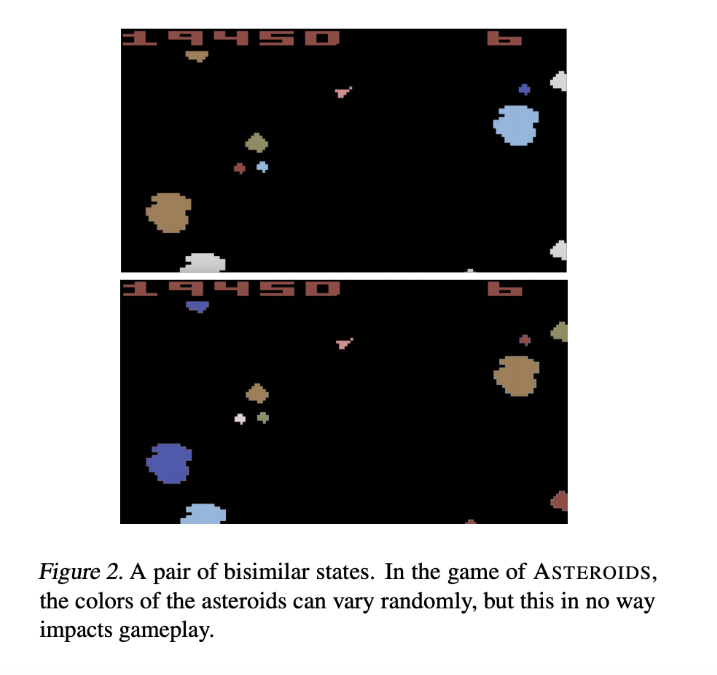 19450 6
19450 6
Figure 2. A pair of bisimilar states. In the game of ASTEROIDS,
the colors of the asteroids can vary randomly, but this in no way
impacts gameplay.